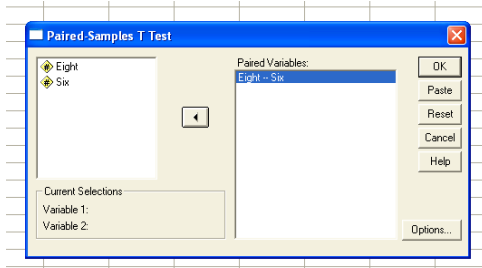 Paired-Samples T Test
Eight
Six
Paired Variables:
Eight -- Six
OK
Paste
Reset
Cancel
Help
Current Selections
Variable 1:
Variable 2:
Options...